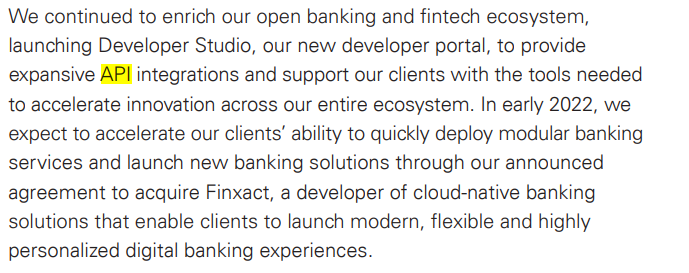 We continued to enrich our open banking and fintech ecosystem,
launching Developer Studio, our new developer portal, to provide
expansive API integrations and support our clients with the tools needed
to accelerate innovation across our entire ecosystem. In early 2022, we
expect to accelerate our clients’ ability to quickly deploy modular banking
services and launch new banking solutions through our announced
agreement to acquire Finxact, a developer of cloud-native banking
solutions that enable clients to launch modern, flexible and highly
personalized digital banking experiences.